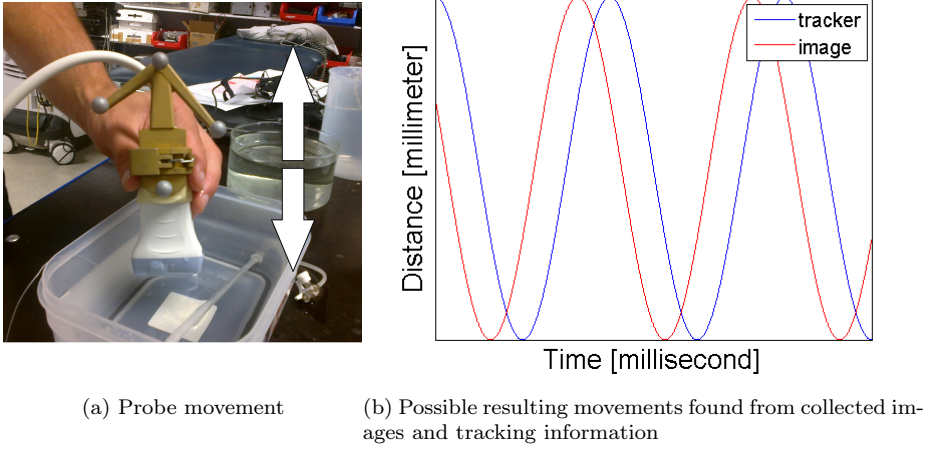 tracker
image
Distance [millimeter]
Time [millisecond]
(a) Probe movement
(b) Possible resulting movements found from collected im-
ages and tracking information